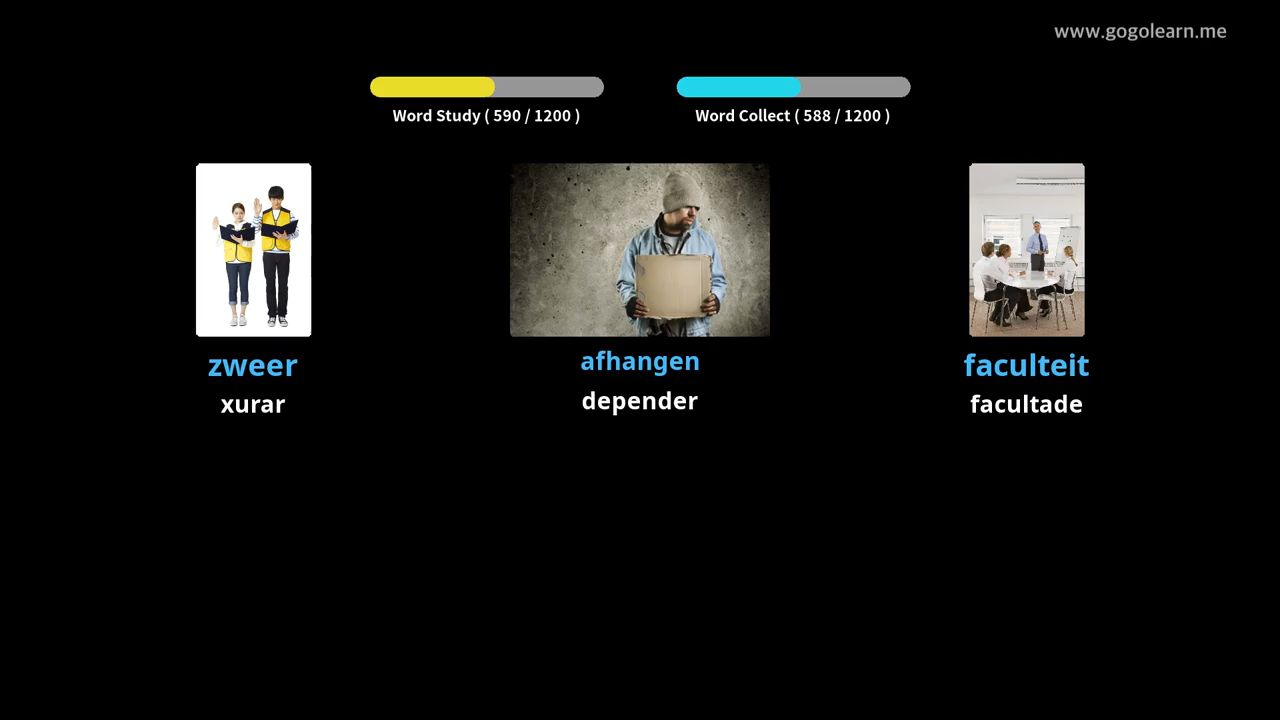 www.gogolearn.me
Word Study ( 590 / 1200 )
Word Collect ( 588 / 1200 )
zweer
xurar
afhangen
depender
faculteit
facultade